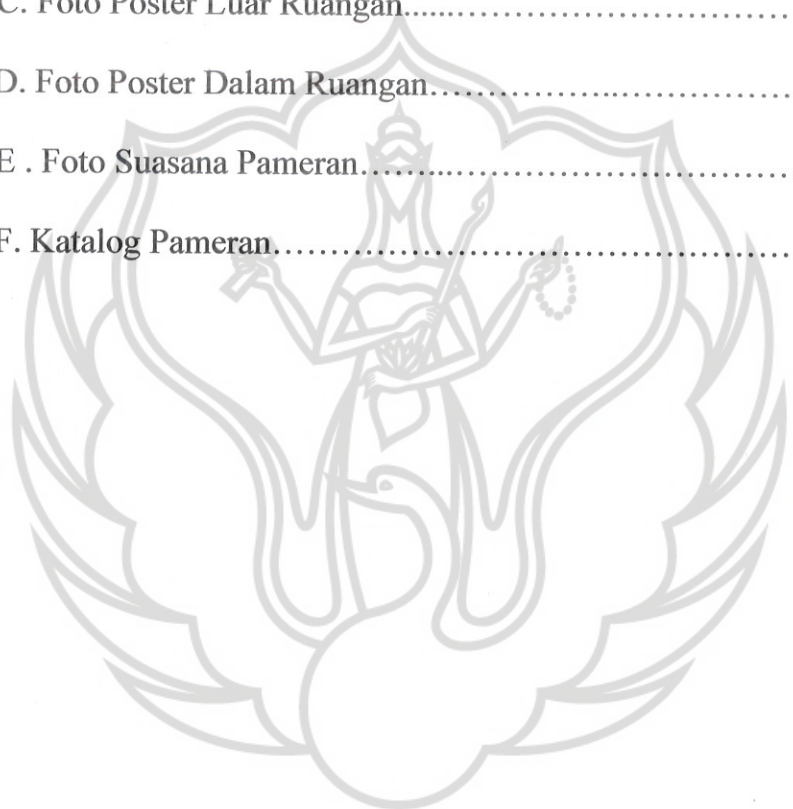 C. Foto Poster Luar Ruangan............................................
D. Foto Poster Dalam Ruangan.........................................
E . Foto Suasana Pameran................................................
F. Katalog Pameran..........................................................